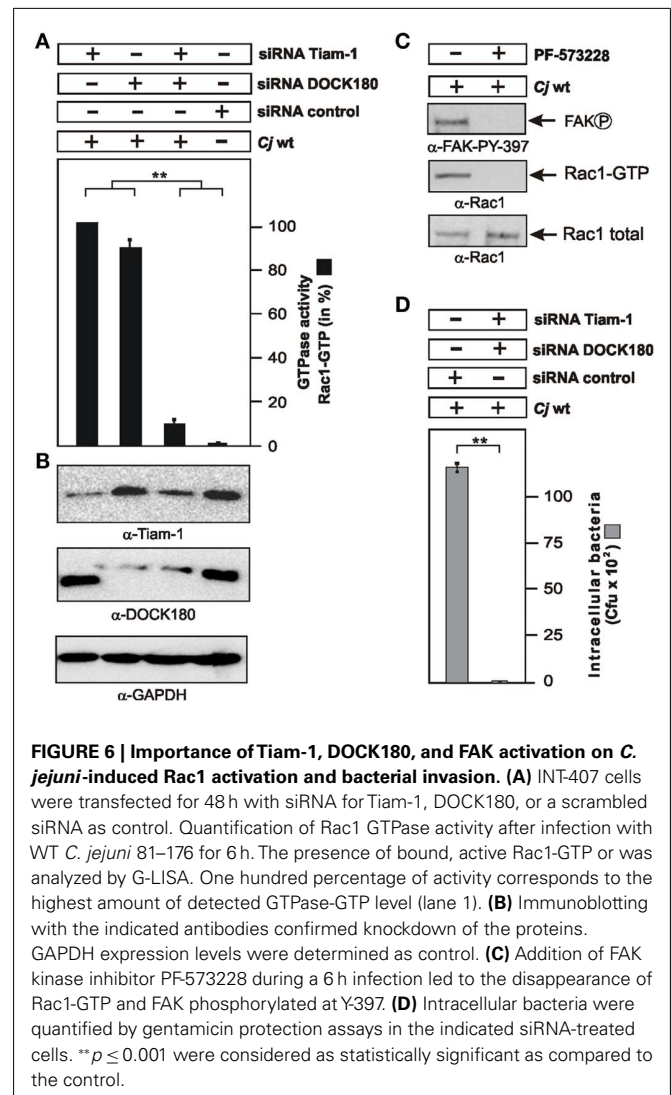 A
+ − + − siRNA Tiam-1
− + + − siRNA DOCK180
− − − + siRNA control
+ + + − Cj wt
**
100
80
60
40
20
0
GTPase activity
Rac1-GTP (in %)
B
α-Tiam-1
α-DOCK180
α-GAPDH
C
− + PF-573228
+ + Cj wt
FAKⓅ
α-FAK-PY-397
Rac1-GTP
α-Rac1
Rac1 total
α-Rac1
D
− + siRNA Tiam-1
− + siRNA DOCK180
+ − siRNA control
+ + Cj wt
**
100
75
50
25
0
Intracellular bacteria
(Cfu x 10²)
FIGURE 6 | Importance of Tiam-1, DOCK180, and FAK activation on C.
jejuni-induced Rac1 activation and bacterial invasion. (A) INT-407 cells
were transfected for 48 h with siRNA for Tiam-1, DOCK180, or a scrambled
siRNA as control. Quantification of Rac1 GTPase activity after infection with
WT C. jejuni 81–176 for 6 h. The presence of bound, active Rac1-GTP or was
analyzed by G-LISA. One hundred percentage of activity corresponds to the
highest amount of detected GTPase-GTP level (lane 1). (B) Immunoblotting
with the indicated antibodies confirmed knockdown of the proteins.
GAPDH expression levels were determined as control. (C) Addition of FAK
kinase inhibitor PF-573228 during a 6 h infection led to the disappearance of
Rac1-GTP and FAK phosphorylated at Y-397. (D) Intracellular bacteria were
quantified by gentamicin protection assays in the indicated siRNA-treated
cells. **p ≤ 0.001 were considered as statistically significant as compared to
the control.